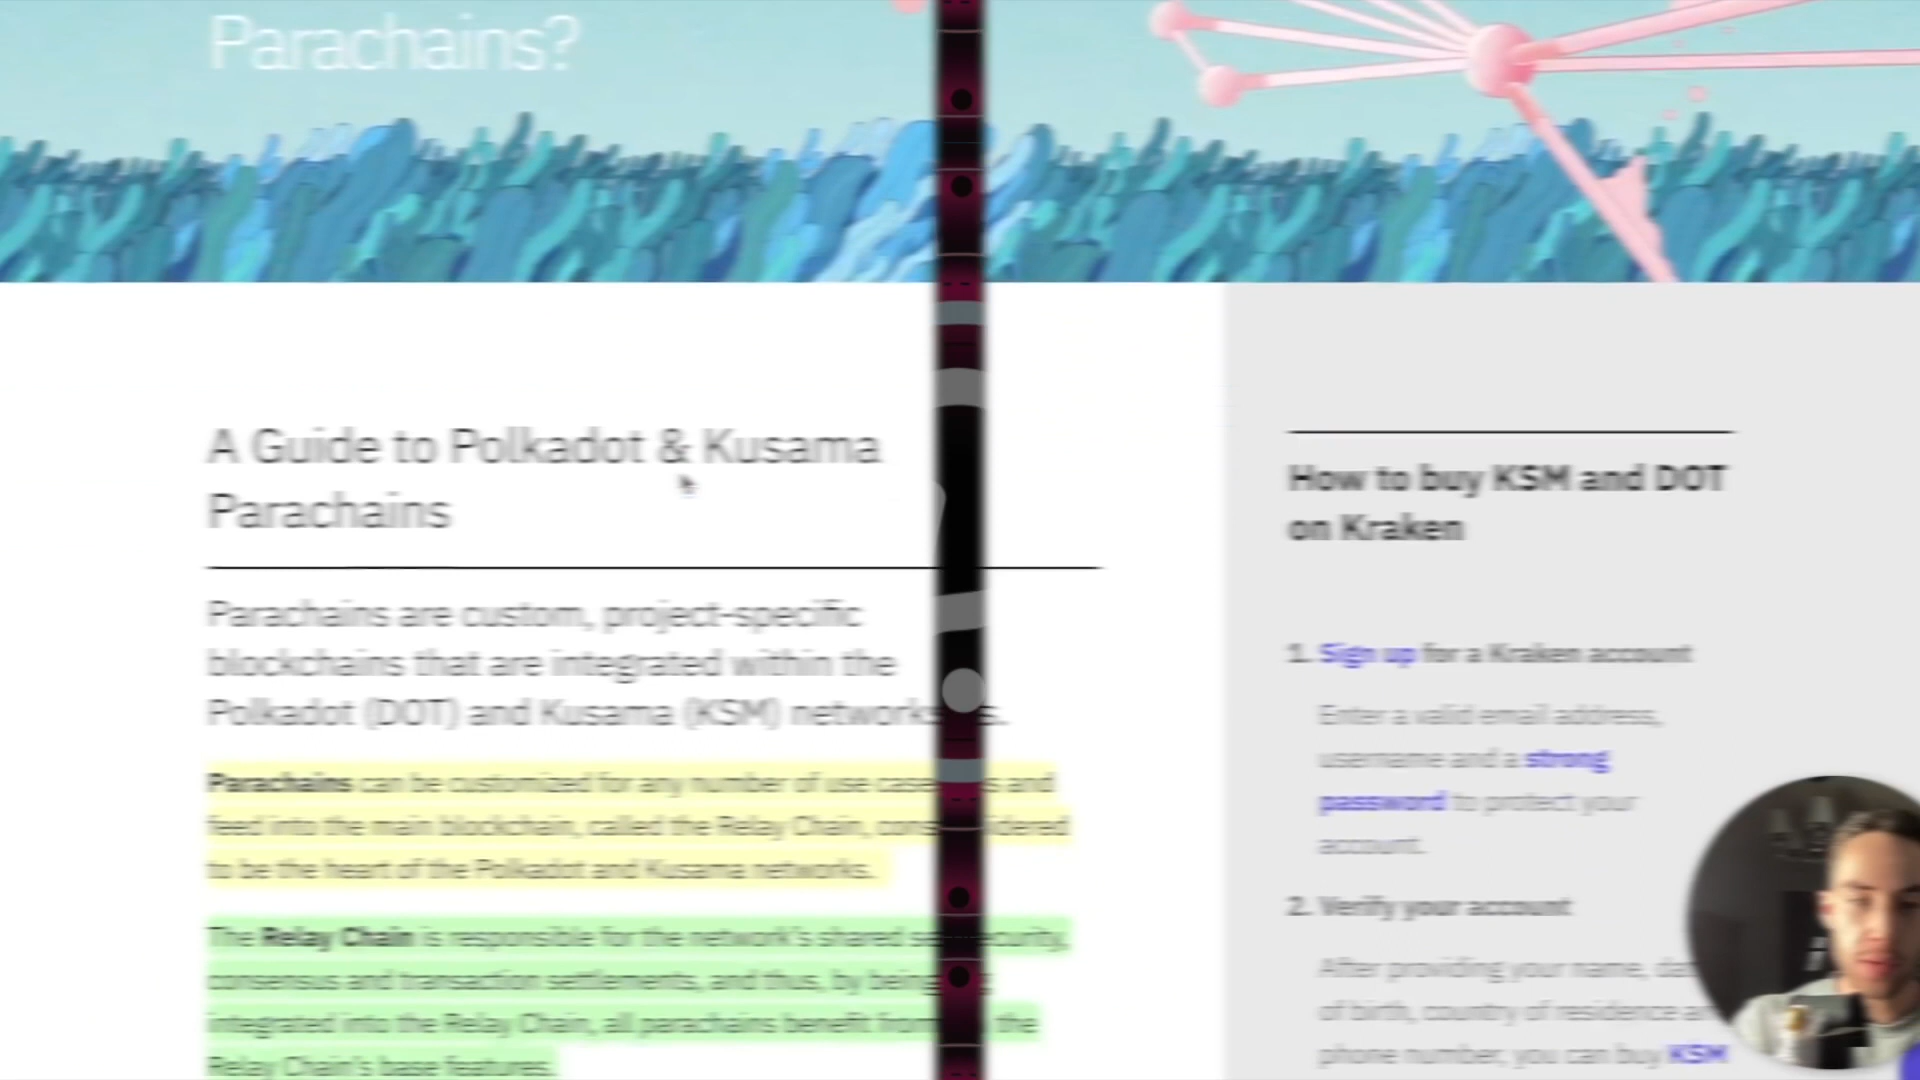 Parachains?
A Guide to Polkadot & Kusama
Parachains
Parachains are custom, project-specific
blockchains that are integrated within the
Polkadot (DOT) and Kusama (KSM) networks.
Parachains can be customized for any number of use cases and
feed into the main blockchain, called the Relay Chain, considered
to be the heart of the Polkadot and Kusama networks.
The Relay Chain is responsible for the network's shared security,
consensus and transaction settlements, and thus, by being
integrated into the Relay Chain, all parachains benefit from the
Relay Chain's base features.
How to buy KSM and DOT
on Kraken
1. Sign up for a Kraken account
Enter a valid email address,
username and a strong
password to protect your
account.
2. Verify your account
After providing your name,
of birth, country of residence
phone number, you can buy KSM